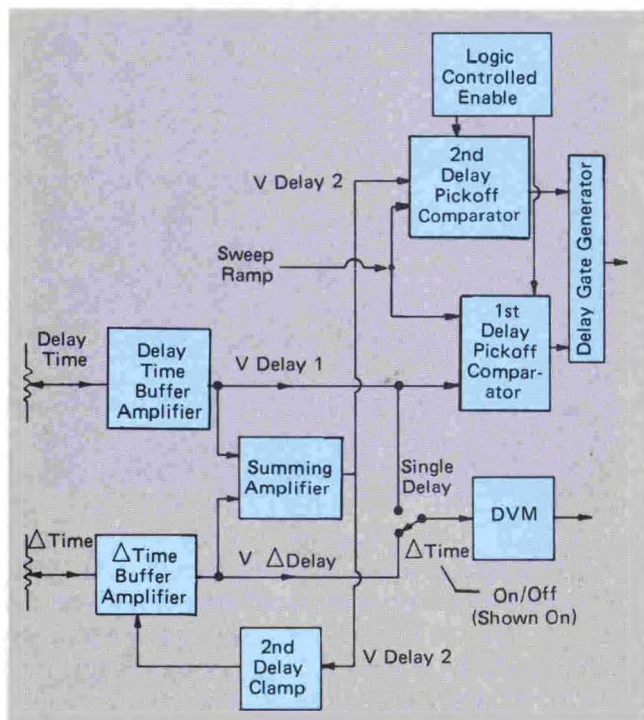 Logic
Controlled
Enable
V Delay 2
2nd
Delay
Pickoff
Comparator
Delay Gate Generator
Sweep
Ramp
1st
Delay
Pickoff
Compar-
ator
Delay
Time
Delay
Time
Buffer
Amplifier
V Delay 1
Summing
Amplifier
Single
Delay
DVM
ΔTime
ΔTime
Buffer
Amplifier
V ΔDelay
ΔTime
On/Off
(Shown On)
2nd
Delay
Clamp
V Delay 2